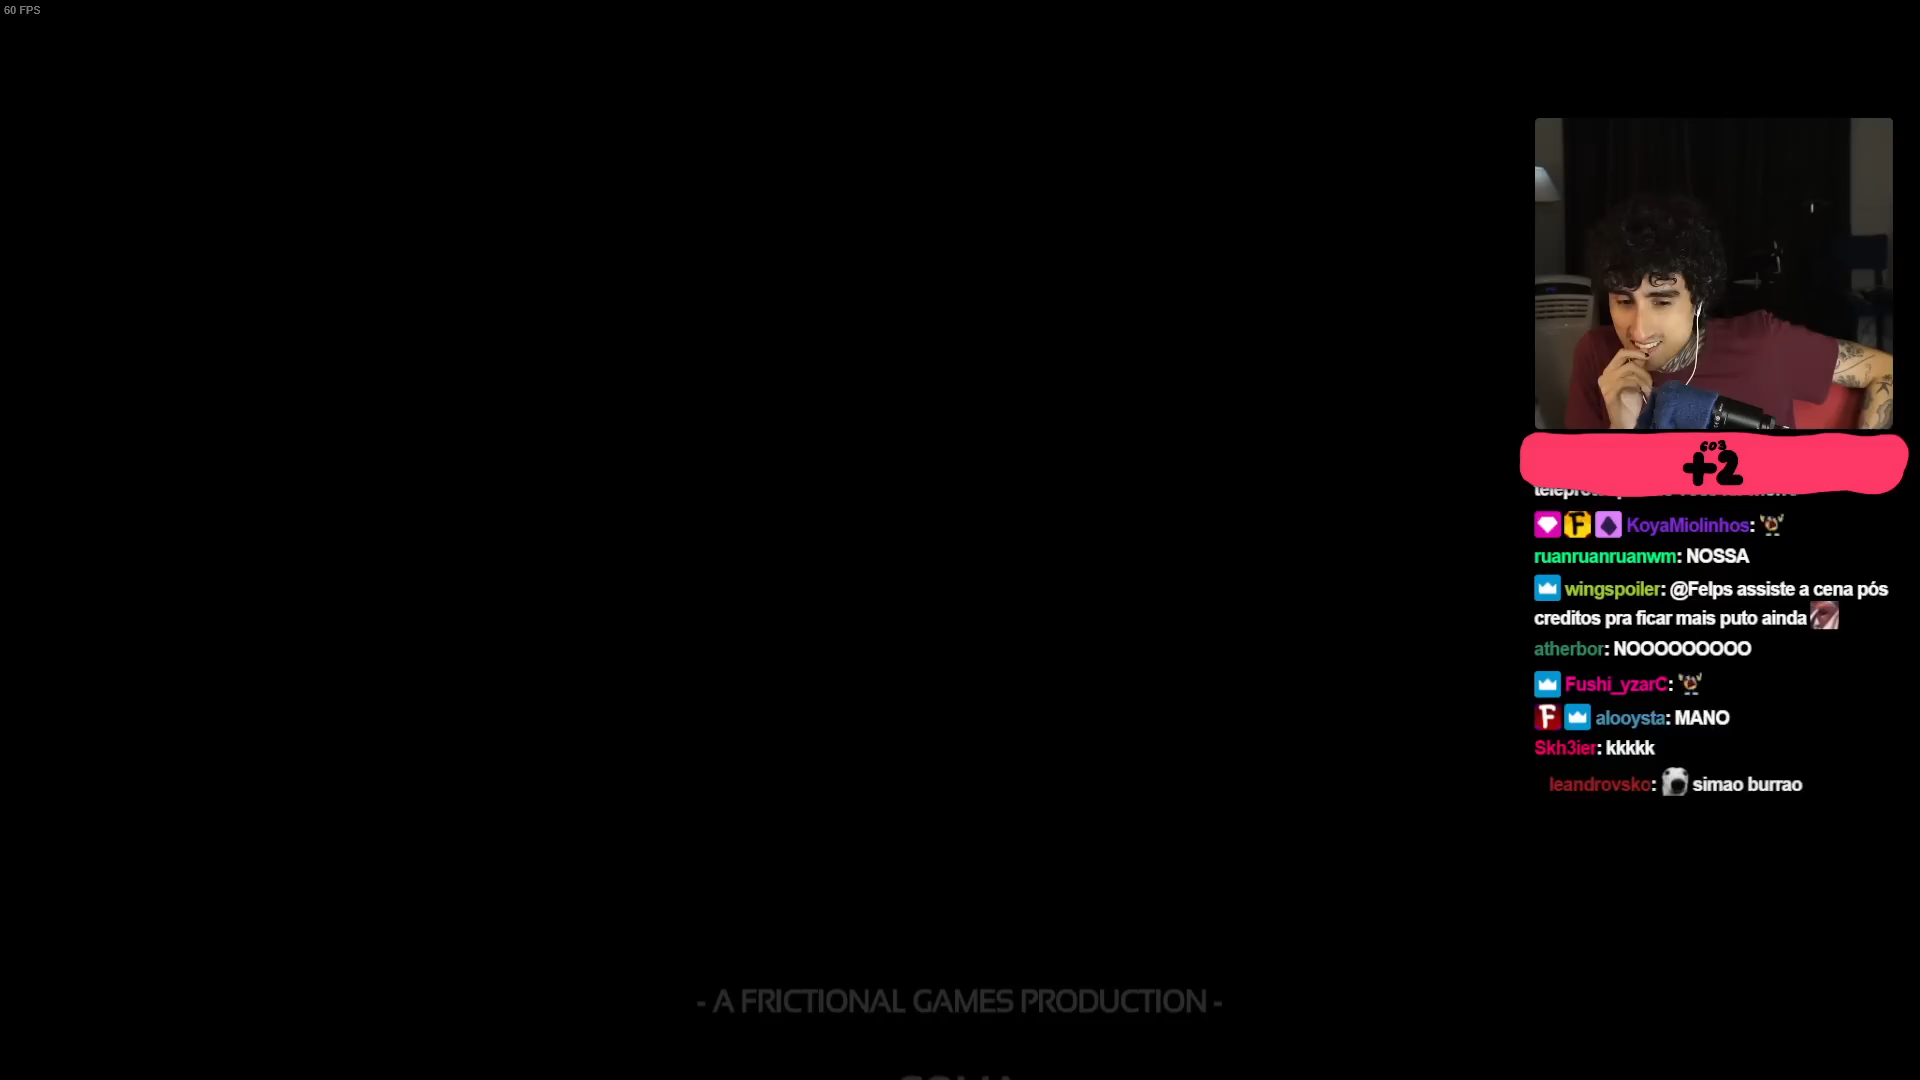 60 FPS
603
+2
KoyaMiolinhos:
ruanruanruanwm: NOSSA
wingspoiler: @Felps assiste a cena pós
creditos pra ficar mais puto ainda
atherbor: NOOOOOOOOO
Fushi_yzarC:
F alooysta: MANO
Skh3ier: kkkkk
leandrovsko: simao burrao
- A FRICTIONAL GAMES PRODUCTION -